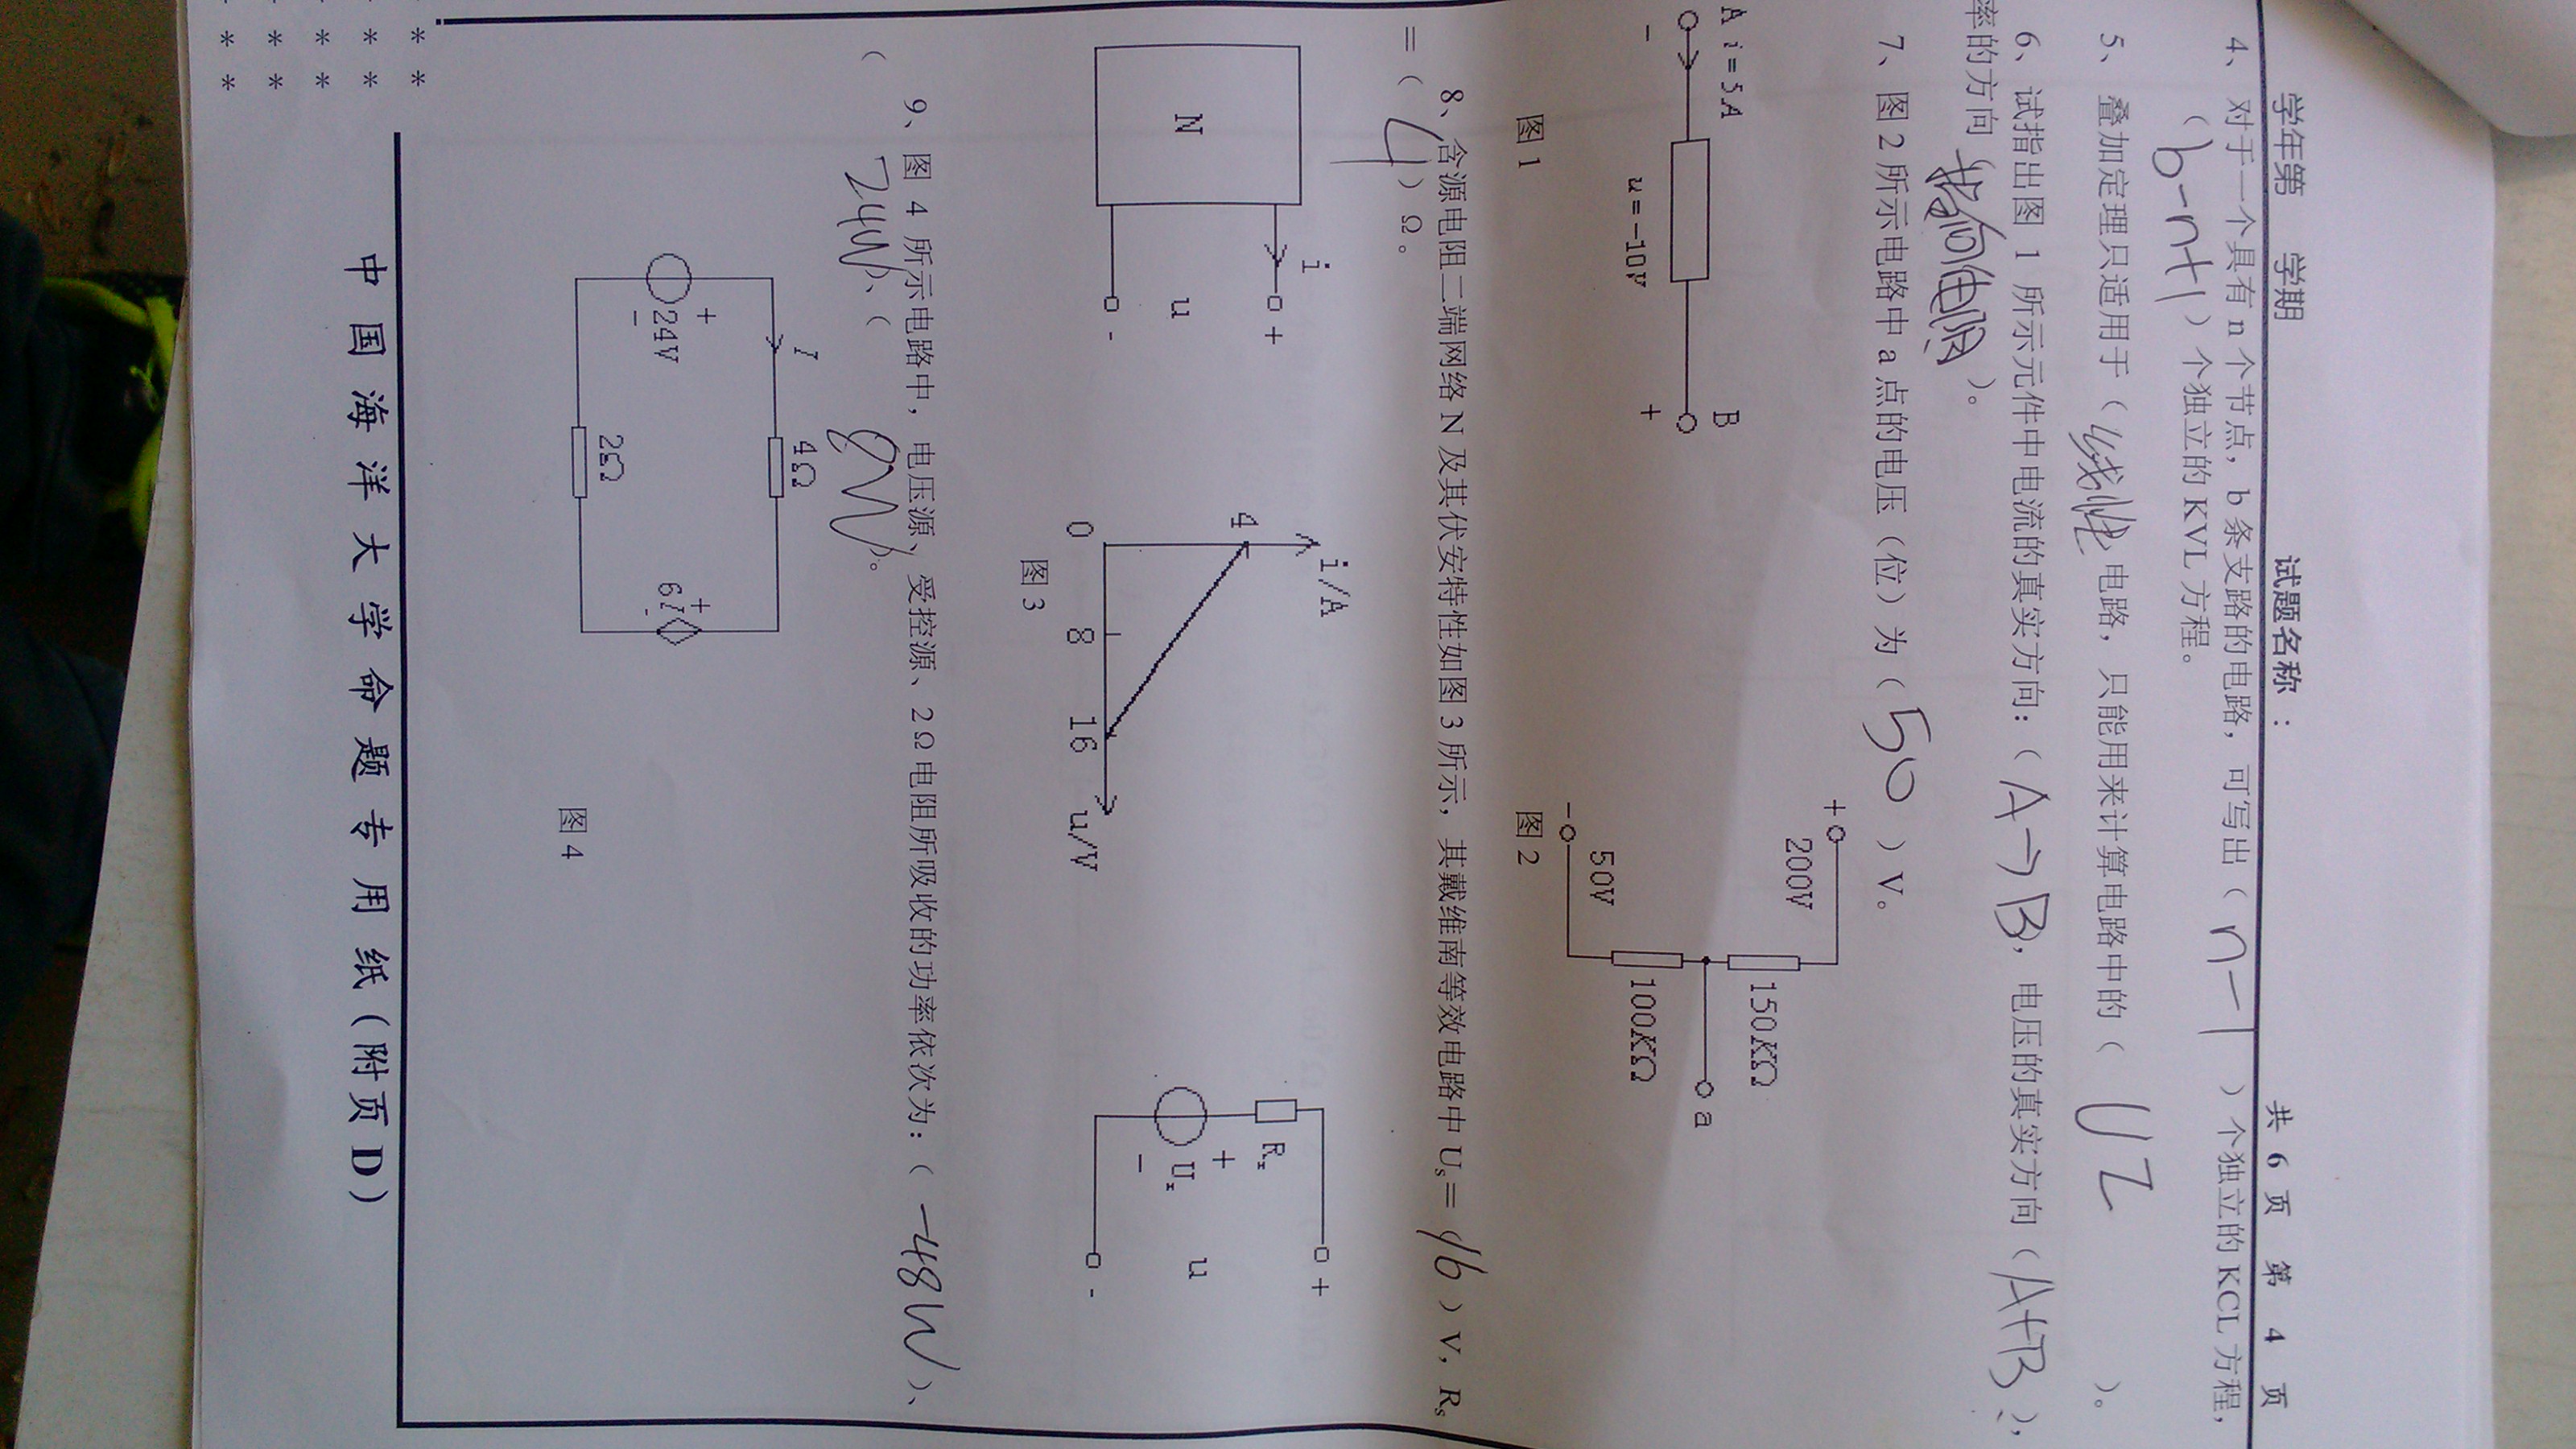 学年第 学期 试题名称： 共 6 页 第 4 页
4、对于一个具有 n 个节点，b 条支路的电路，可写出（ n-1 ）个独立的 KCL 方程，
（ b-n+1 ）个独立的 KVL 方程。
5、叠加定理只适用于（ 线性 电路，只能用来计算电路中的（ U I ）。
6、试指出图 1 所示元件中电流的真实方向：（ A→B ，电压的真实方向（ A+B ），
率的方向（ 指向电阻 ）。
7、图 2 所示电路中 a 点的电压（位）为（ 50 ）V。
+
200V
150KΩ
A i=5A B
a
- u=-10V +
100KΩ
50V
-
图 1 图 2
8、含源电阻二端网络 N 及其伏安特性如图 3 所示，其戴维南等效电路中 Us＝（ 16 ）V，Rs
＝（ 4 ）Ω。
i i/A
+ 4 +
Rs
N u + Us - u
- 0 8 16 u/V -
图 3
9、图 4 所示电路中，电压源、受控源、2Ω电阻所吸收的功率依次为：（ -48W ）、
（ 24W ）、（ 8W ）。
I 4Ω
+ +
24V 6I
- -
2Ω
图 4
* *
中国海洋大学命题专用纸(附页D)
* *
* *
* *
* *